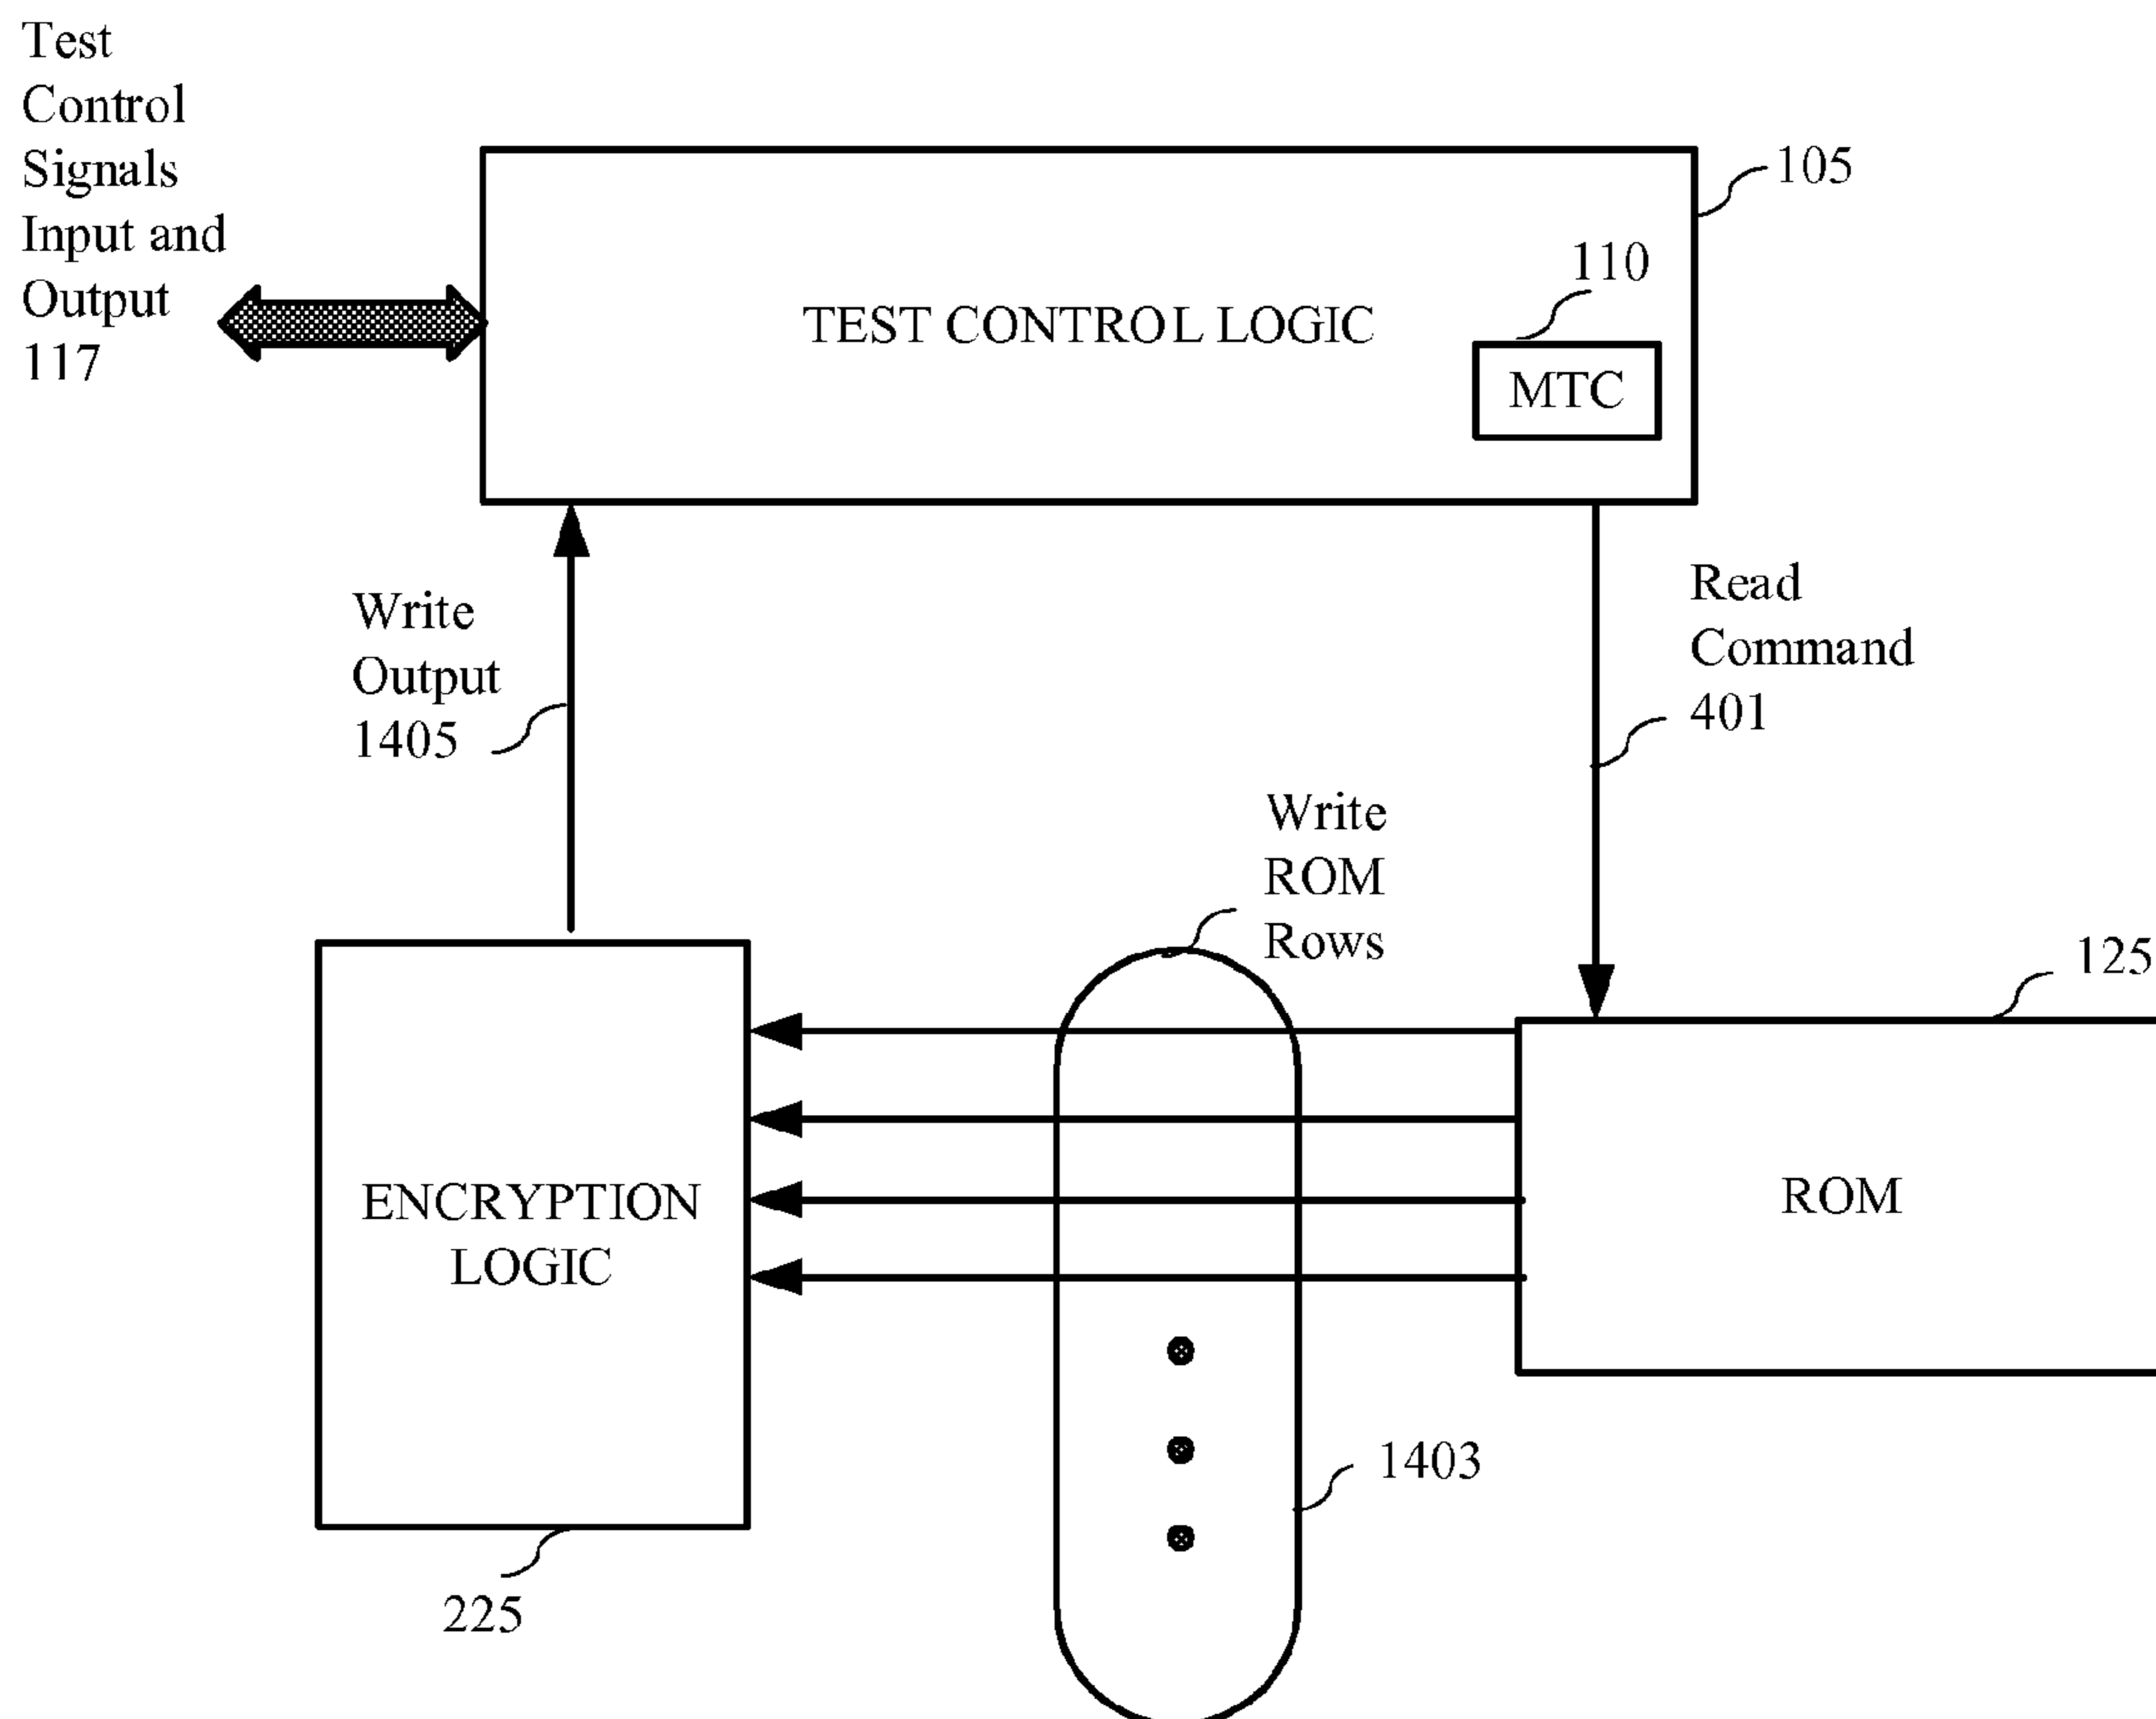 Test
Control
Signals
Input and
Output
117
105
110
TEST CONTROL LOGIC
MTC
Write
Output
1405
Read
Command
401
Write
ROM
Rows
125
ENCRYPTION
LOGIC
ROM
1403
225